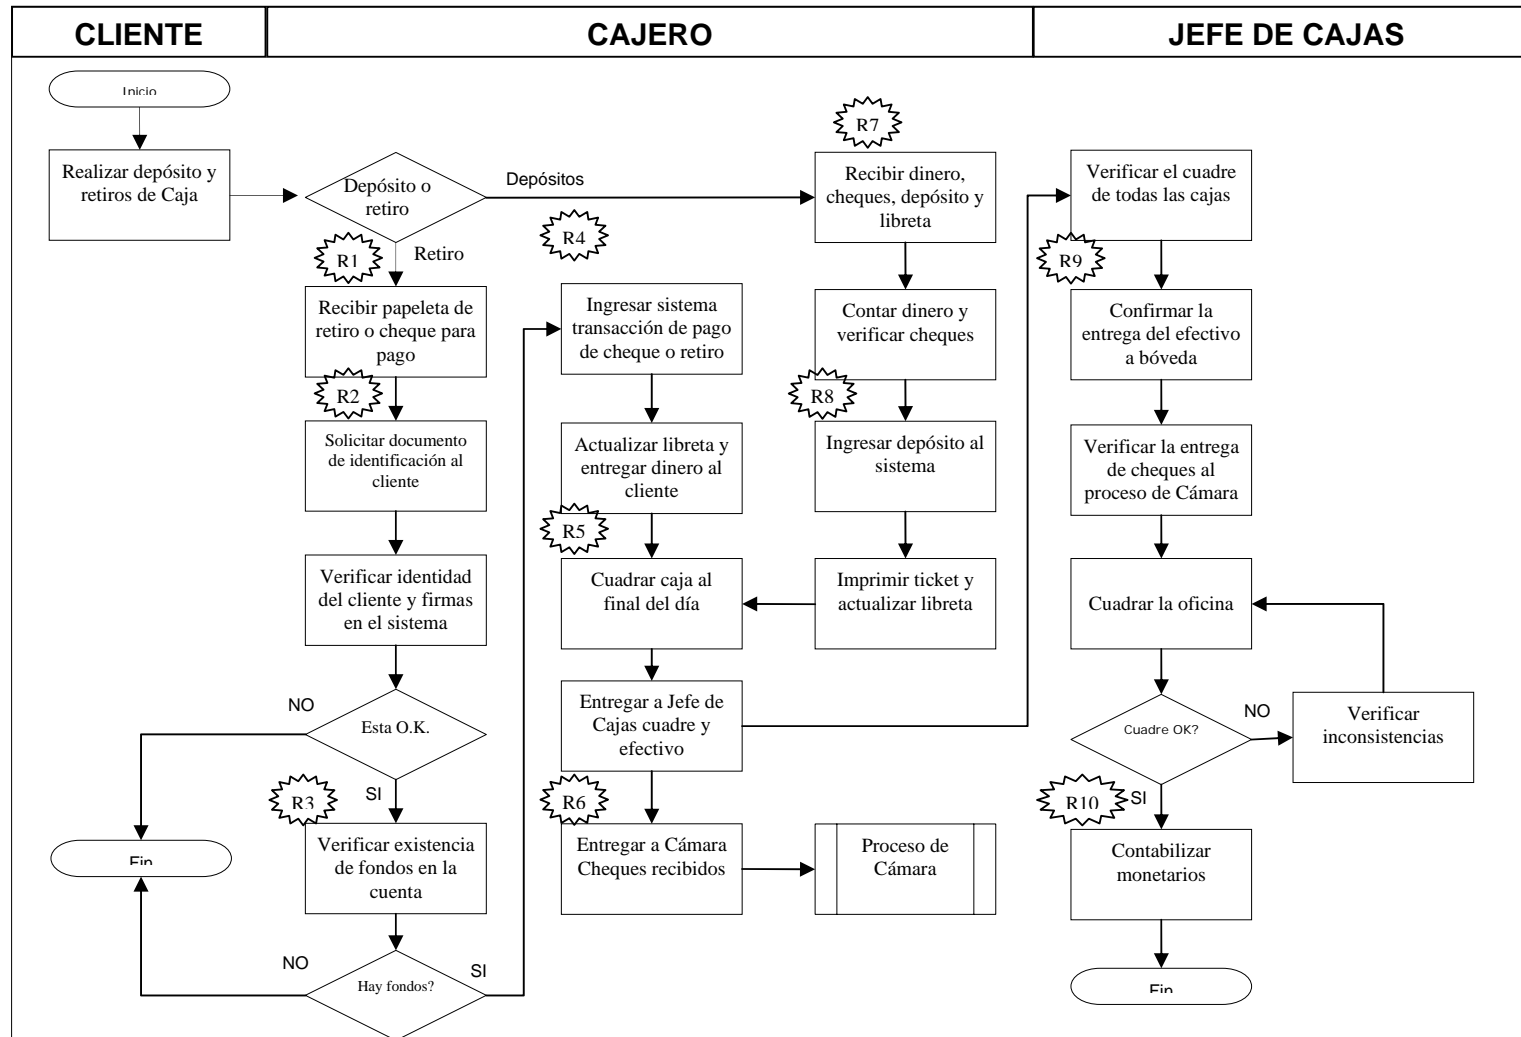 CLIENTE
CAJERO
JEFE DE CAJAS
Inicio
Realizar depósito y
retiros de Caja
Depósito o
retiro
Depósitos
Retiro
R1
Recibir papeleta de
retiro o cheque para
pago
R2
Solicitar documento
de identificación al
cliente
Verificar identidad
del cliente y firmas
en el sistema
Esta O.K.
NO
SI
R3
Verificar existencia
de fondos en la
cuenta
Fin
Hay fondos?
NO
SI
R4
Ingresar sistema
transacción de pago
de cheque o retiro
Actualizar libreta y
entregar dinero al
cliente
R5
Cuadrar caja al
final del día
Entregar a Jefe de
Cajas cuadre y
efectivo
R6
Entregar a Cámara
Cheques recibidos
Proceso de
Cámara
R7
Recibir dinero,
cheques, depósito y
libreta
Contar dinero y
verificar cheques
R8
Ingresar depósito al
sistema
Imprimir ticket y
actualizar libreta
Verificar el cuadre
de todas las cajas
R9
Confirmar la
entrega del efectivo
a bóveda
Verificar la entrega
de cheques al
proceso de Cámara
Cuadrar la oficina
Cuadre OK?
NO
Verificar
inconsistencias
R10
SI
Contabilizar
monetarios
Fin